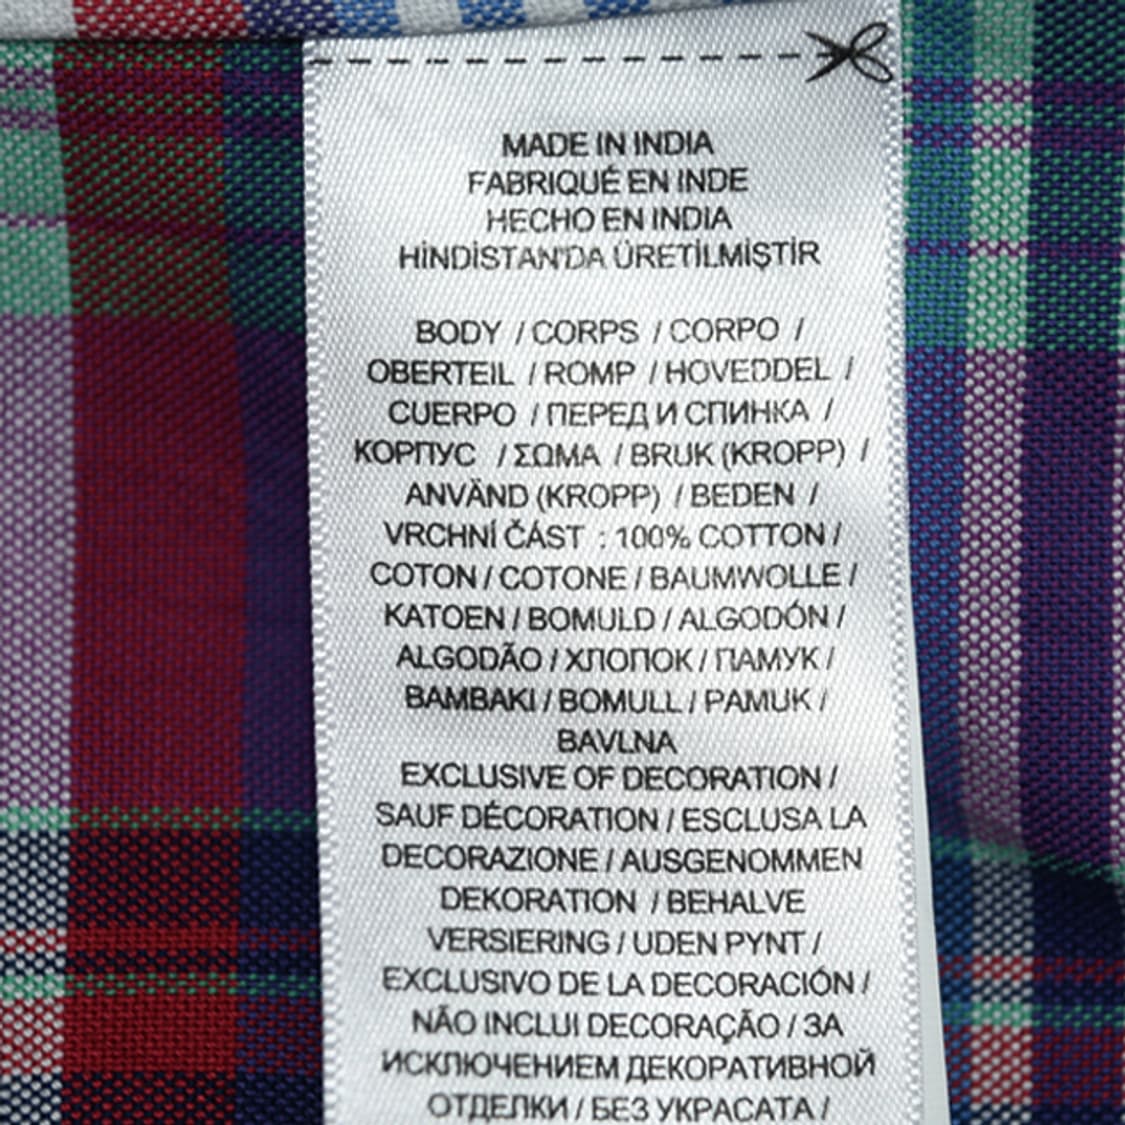 MADE IN INDIA
FABRIQUÉ EN INDE
HECHO EN INDIA
HİNDİSTAN'DA ÜRETİLMİŞTİR
BODY / CORPS / CORPO /
OBERTEIL / ROMP / HOVEDDEL /
CUERPO / ПЕРЕД И СПИНКА /
КОРПУС / ΣΩΜΑ / BRUK (KROPP) /
ANVÄND (KROPP) / BEDEN /
VRCHNÍ ČÁST : 100% COTTON /
COTON / COTONE / BAUMWOLLE /
KATOEN / BOMULD / ALGODÓN /
ALGODÃO / ХЛОПОК / ПАМУК /
BAMBAKI / BOMULL / PAMUK /
BAVLNA
EXCLUSIVE OF DECORATION /
SAUF DÉCORATION / ESCLUSA LA
DECORAZIONE / AUSGENOMMEN
DEKORATION / BEHALVE
VERSIERING / UDEN PYNT /
EXCLUSIVO DE LA DECORACIÓN /
NÃO INCLUI DECORAÇÃO / ЗА
ИСКЛЮЧЕНИЕМ ДЕКОРАТИВНОЙ
ОТДЕЛКИ / БЕЗ УКРАСАТА /